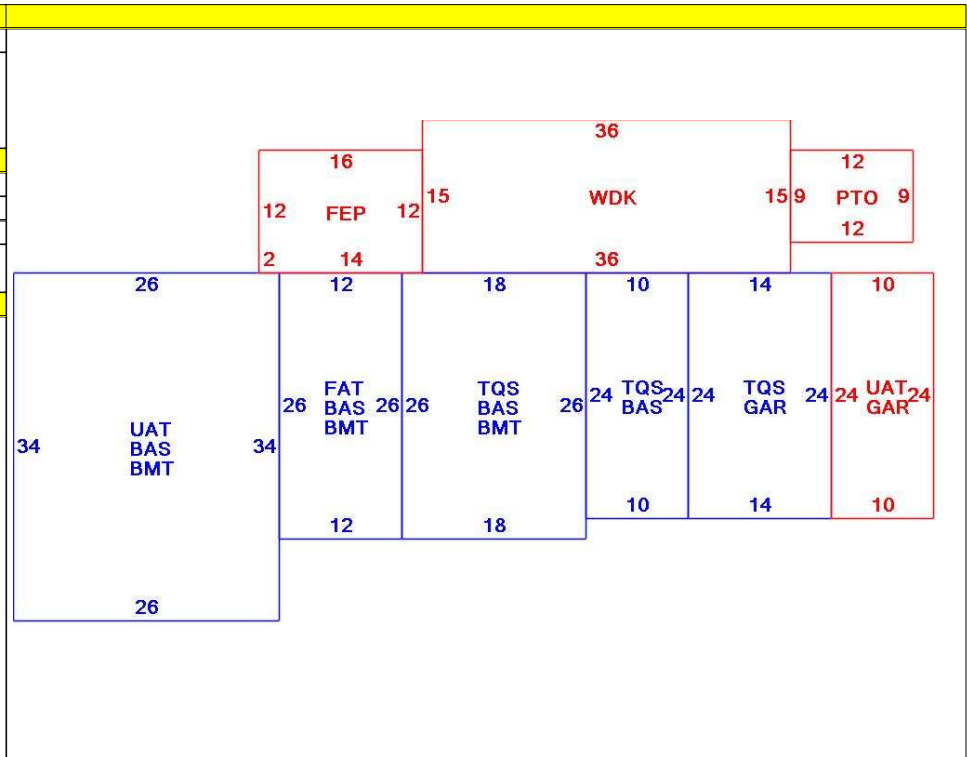 36
16
12
12 FEP 12
15 WDK 15
9 PTO 9
12
2 14
36
26
12
18
10
14
10
34 UAT 34
BAS
BMT
26 FAT 26
BAS
BMT
26 TQS 26
BAS
BMT
24 TQS 24
BAS
24 TQS 24
GAR
24 UAT 24
GAR
12
18
10
14
10
26